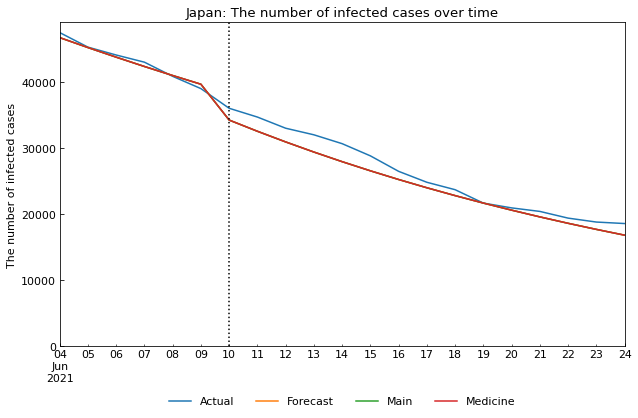 Japan: The number of infected cases over time
The number of infected cases
40000
30000
20000
10000
0
04 05 06 07 08 09 10 11 12 13 14 15 16 17 18 19 20 21 22 23 24
Jun
2021
Actual Forecast Main Medicine